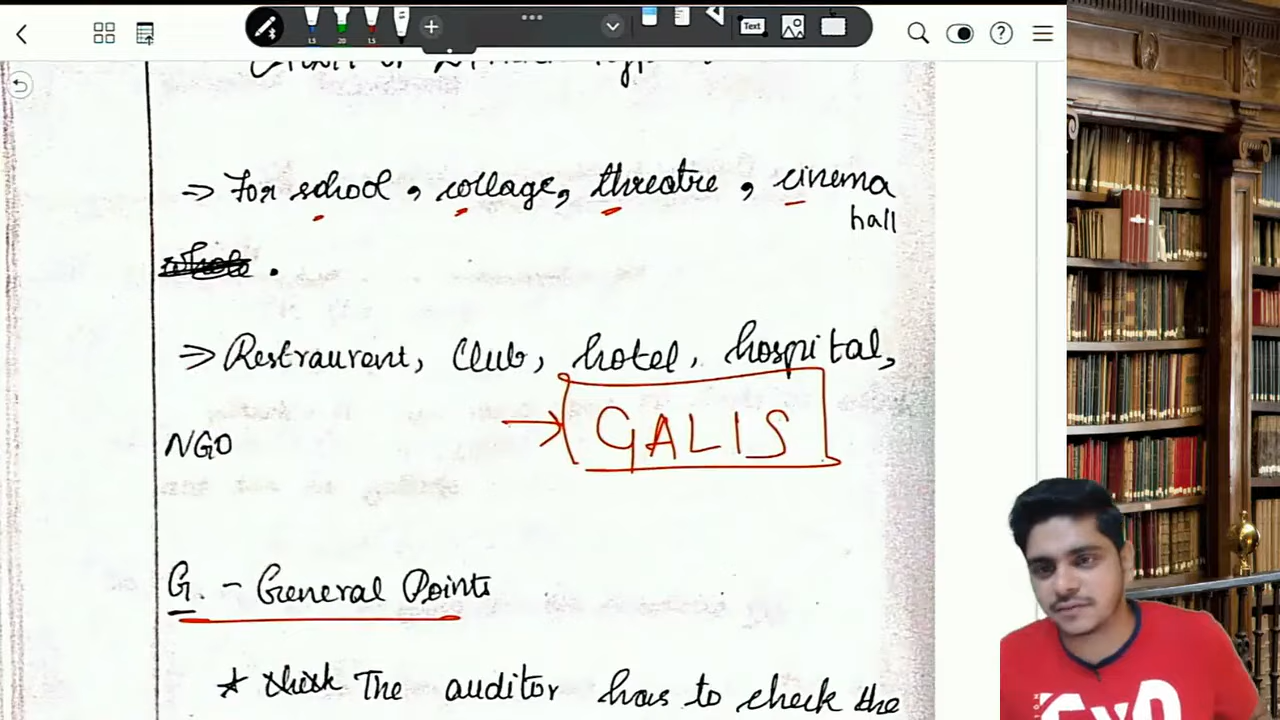 Text
⇒ For school, collage, threatre, cinema
hall
⇒ Restraurent, Club, hotel, hospital,
NGO
→ GALIS
G. - General Points
* The auditor has to check the